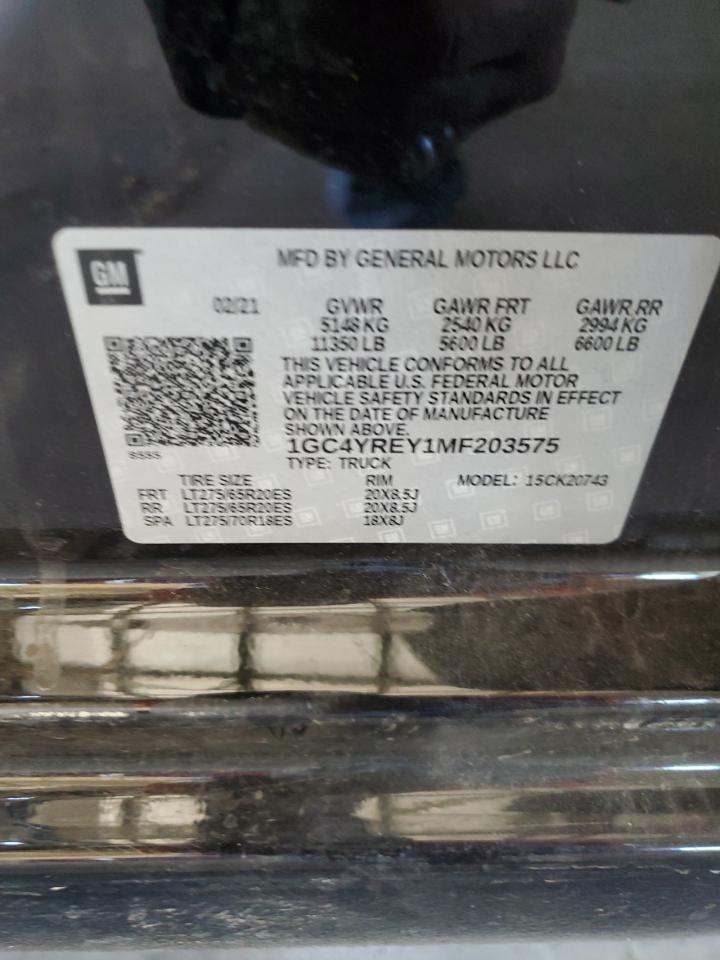 GM
MFD BY GENERAL MOTORS LLC
02/21 GVWR GAWR FRT GAWR RR
5148 KG 2540 KG 2994 KG
11350 LB 5600 LB 6600 LB
THIS VEHICLE CONFORMS TO ALL
APPLICABLE U.S. FEDERAL MOTOR
VEHICLE SAFETY STANDARDS IN EFFECT
ON THE DATE OF MANUFACTURE
SHOWN ABOVE.
1GC4YREY1MF203575
TYPE: TRUCK
TIRE SIZE RIM MODEL: 15CK20743
FRT LT275/65R20ES 20X8.5J
RR LT275/65R20ES 20X8.5J
SPA LT275/70R18ES 18X8J